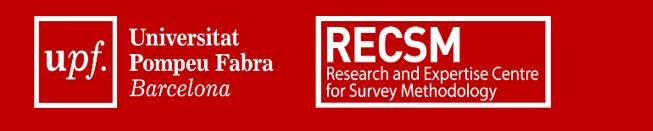 upf.
Universitat
Pompeu Fabra
Barcelona
RECSM
Research and Expertise Centre
for Survey Methodology